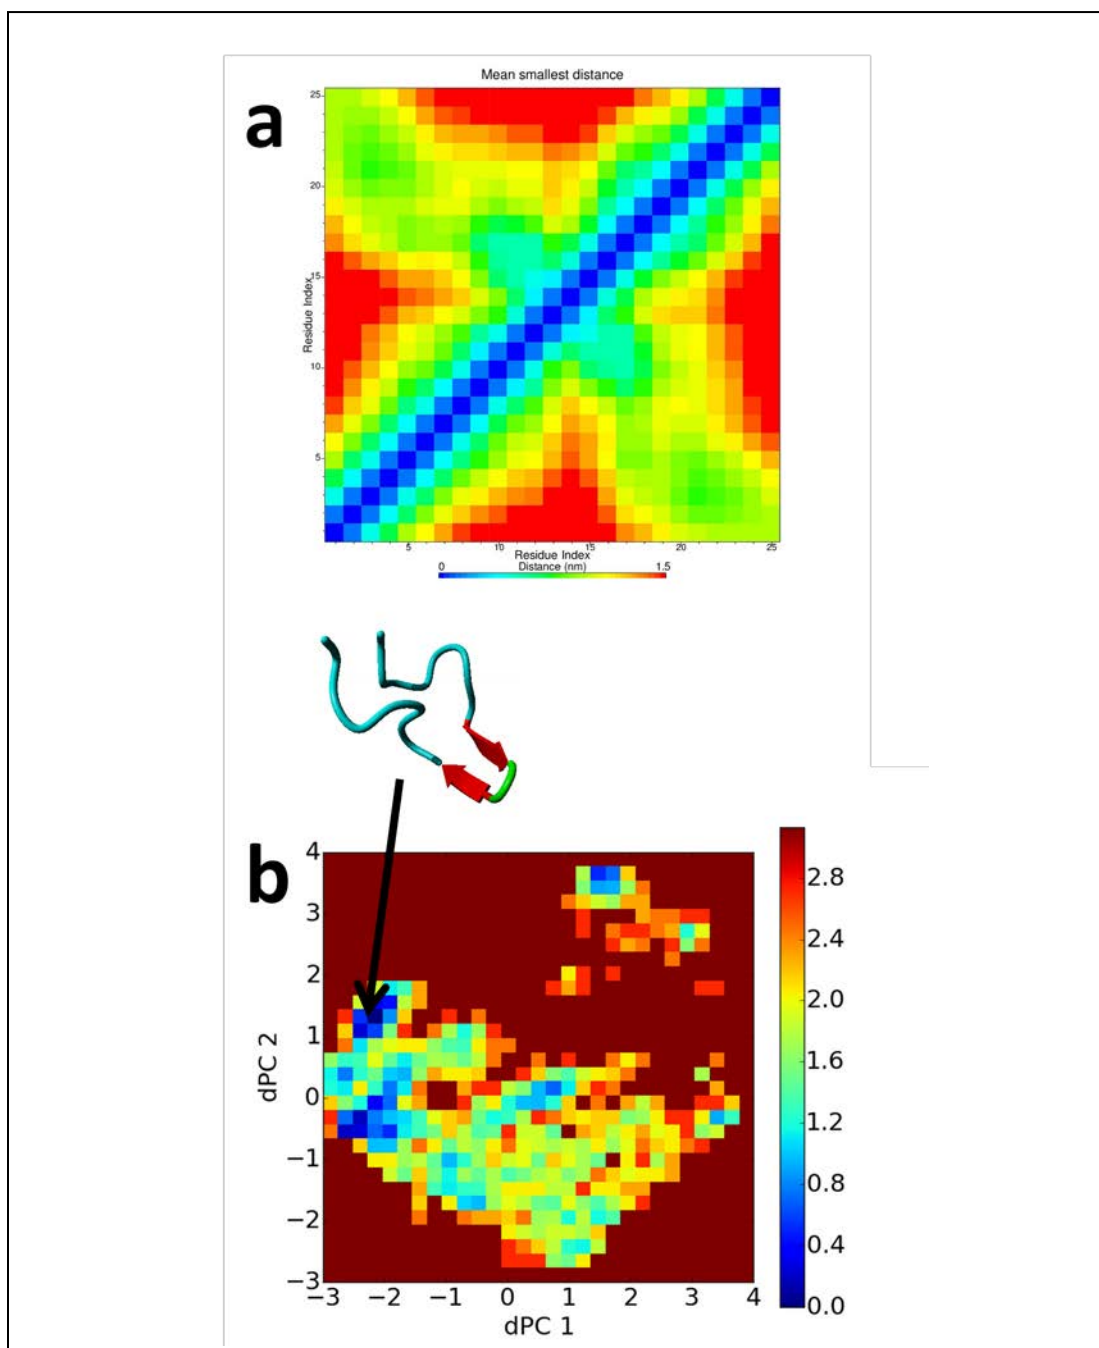 Mean smallest distance
a
25
20
15
10
5
Residue Index
5 10 15 20 25
Residue Index
0 Distance (nm) 1.5
b
4
3
2
1
0
−1
−2
−3
dPC 2
−3 −2 −1 0 1 2 3 4
dPC 1
2.8
2.4
2.0
1.6
1.2
0.8
0.4
0.0